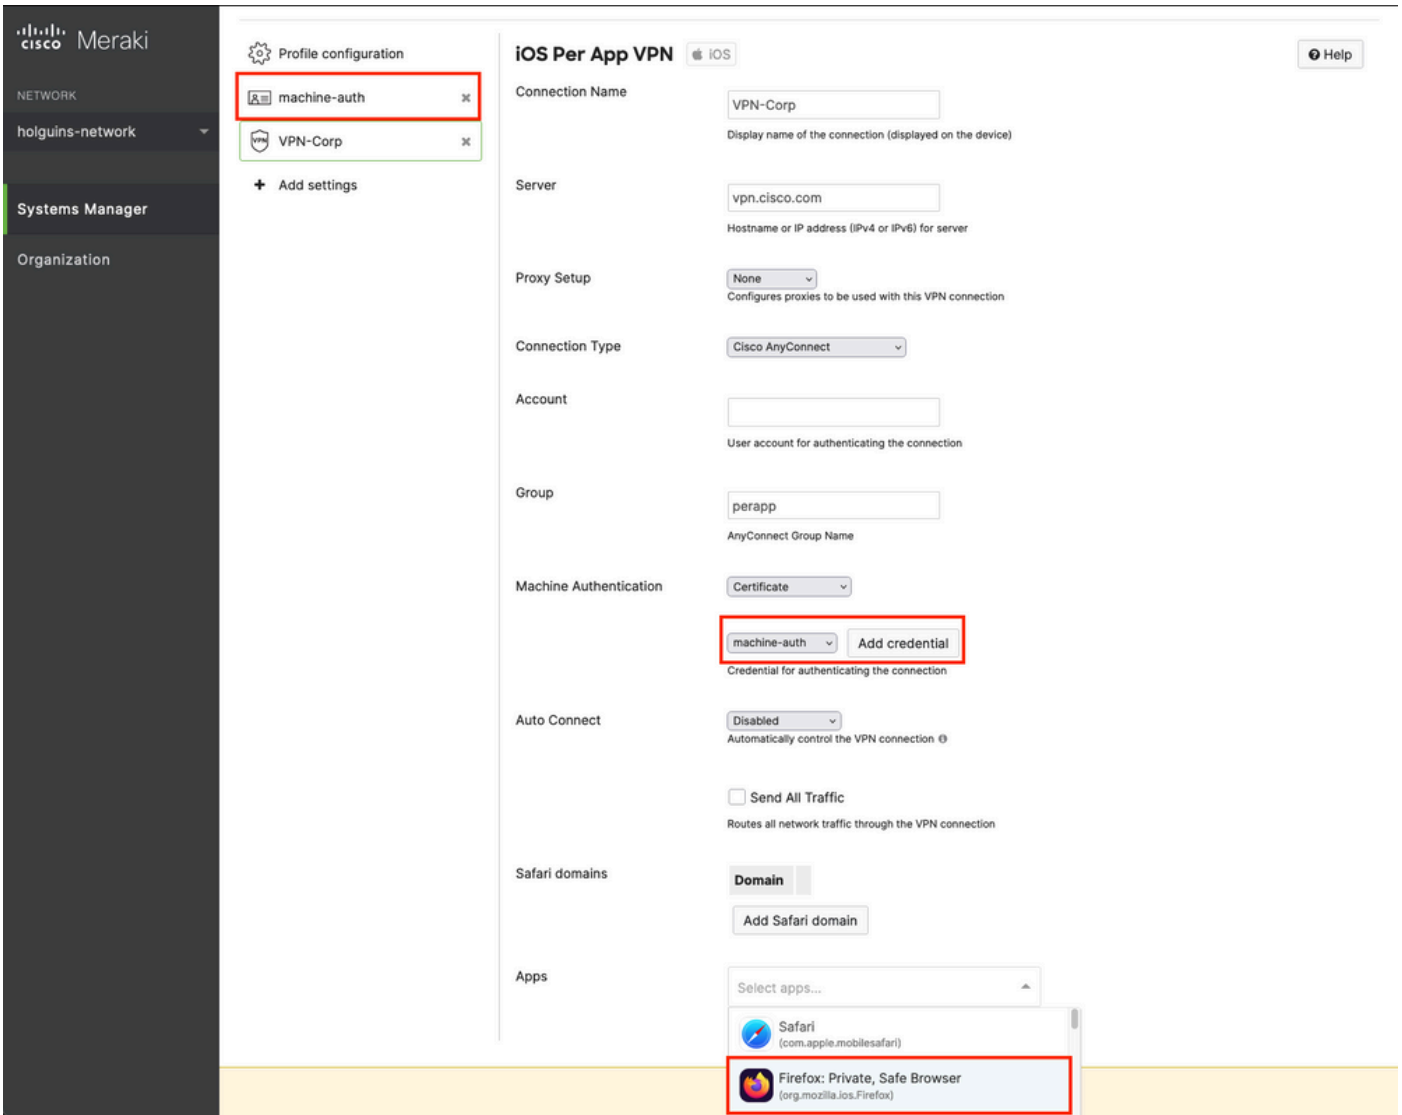 cisco Meraki
NETWORK
holguins-network
Systems Manager
Organization
Profile configuration
machine-auth
VPN VPN-Corp
Add settings
iOS Per App VPN iOS
Help
Connection Name
VPN-Corp
Display name of the connection (displayed on the device)
Server
vpn.cisco.com
Hostname or IP address (IPv4 or IPv6) for server
Proxy Setup
None
Configures proxies to be used with this VPN connection
Connection Type
Cisco AnyConnect
Account
User account for authenticating the connection
Group
perapp
AnyConnect Group Name
Machine Authentication
Certificate
machine-auth Add credential
Credential for authenticating the connection
Auto Connect
Disabled
Automatically control the VPN connection
Send All Traffic
Routes all network traffic through the VPN connection
Safari domains
Domain
Add Safari domain
Apps
Select apps...
Safari
(com.apple.mobilesafari)
Firefox: Private, Safe Browser
(org.mozilla.ios.Firefox)